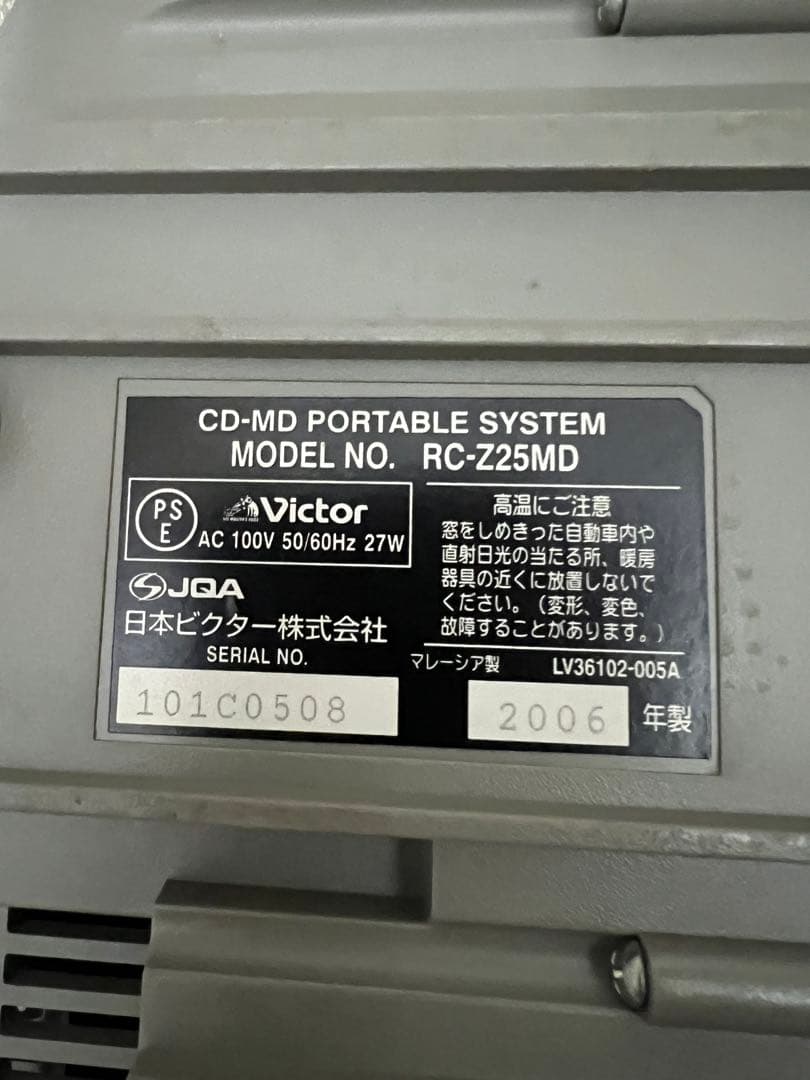 CD-MD PORTABLE SYSTEM
MODEL NO. RC-Z25MD
PS
E
Victor
AC 100V 50/60Hz 27W
JQA
日本ビクター株式会社
SERIAL NO.
101C0508
高温にご注意
窓をしめきった自動車内や
直射日光の当たる所、暖房
器具の近くに放置しないで
ください。(変形、変色、
故障することがあります。)
マレーシア製 LV36102-005A
2006 年製